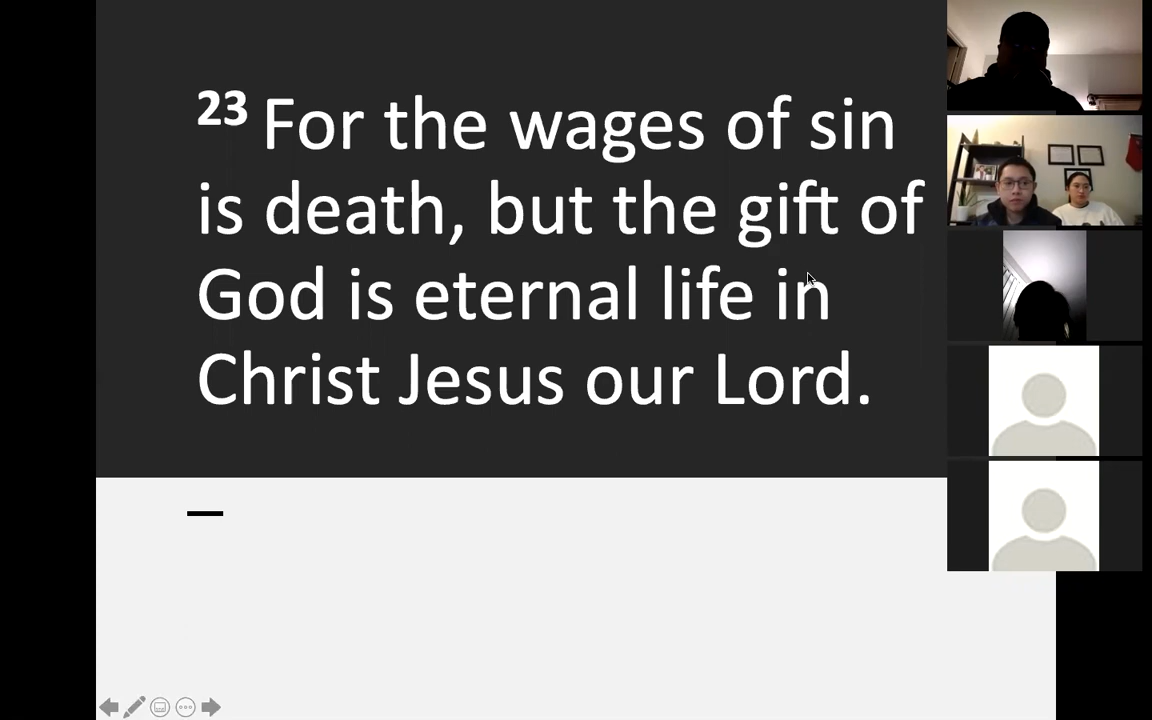 23 For the wages of sin
is death, but the gift of
God is eternal life in
Christ Jesus our Lord.